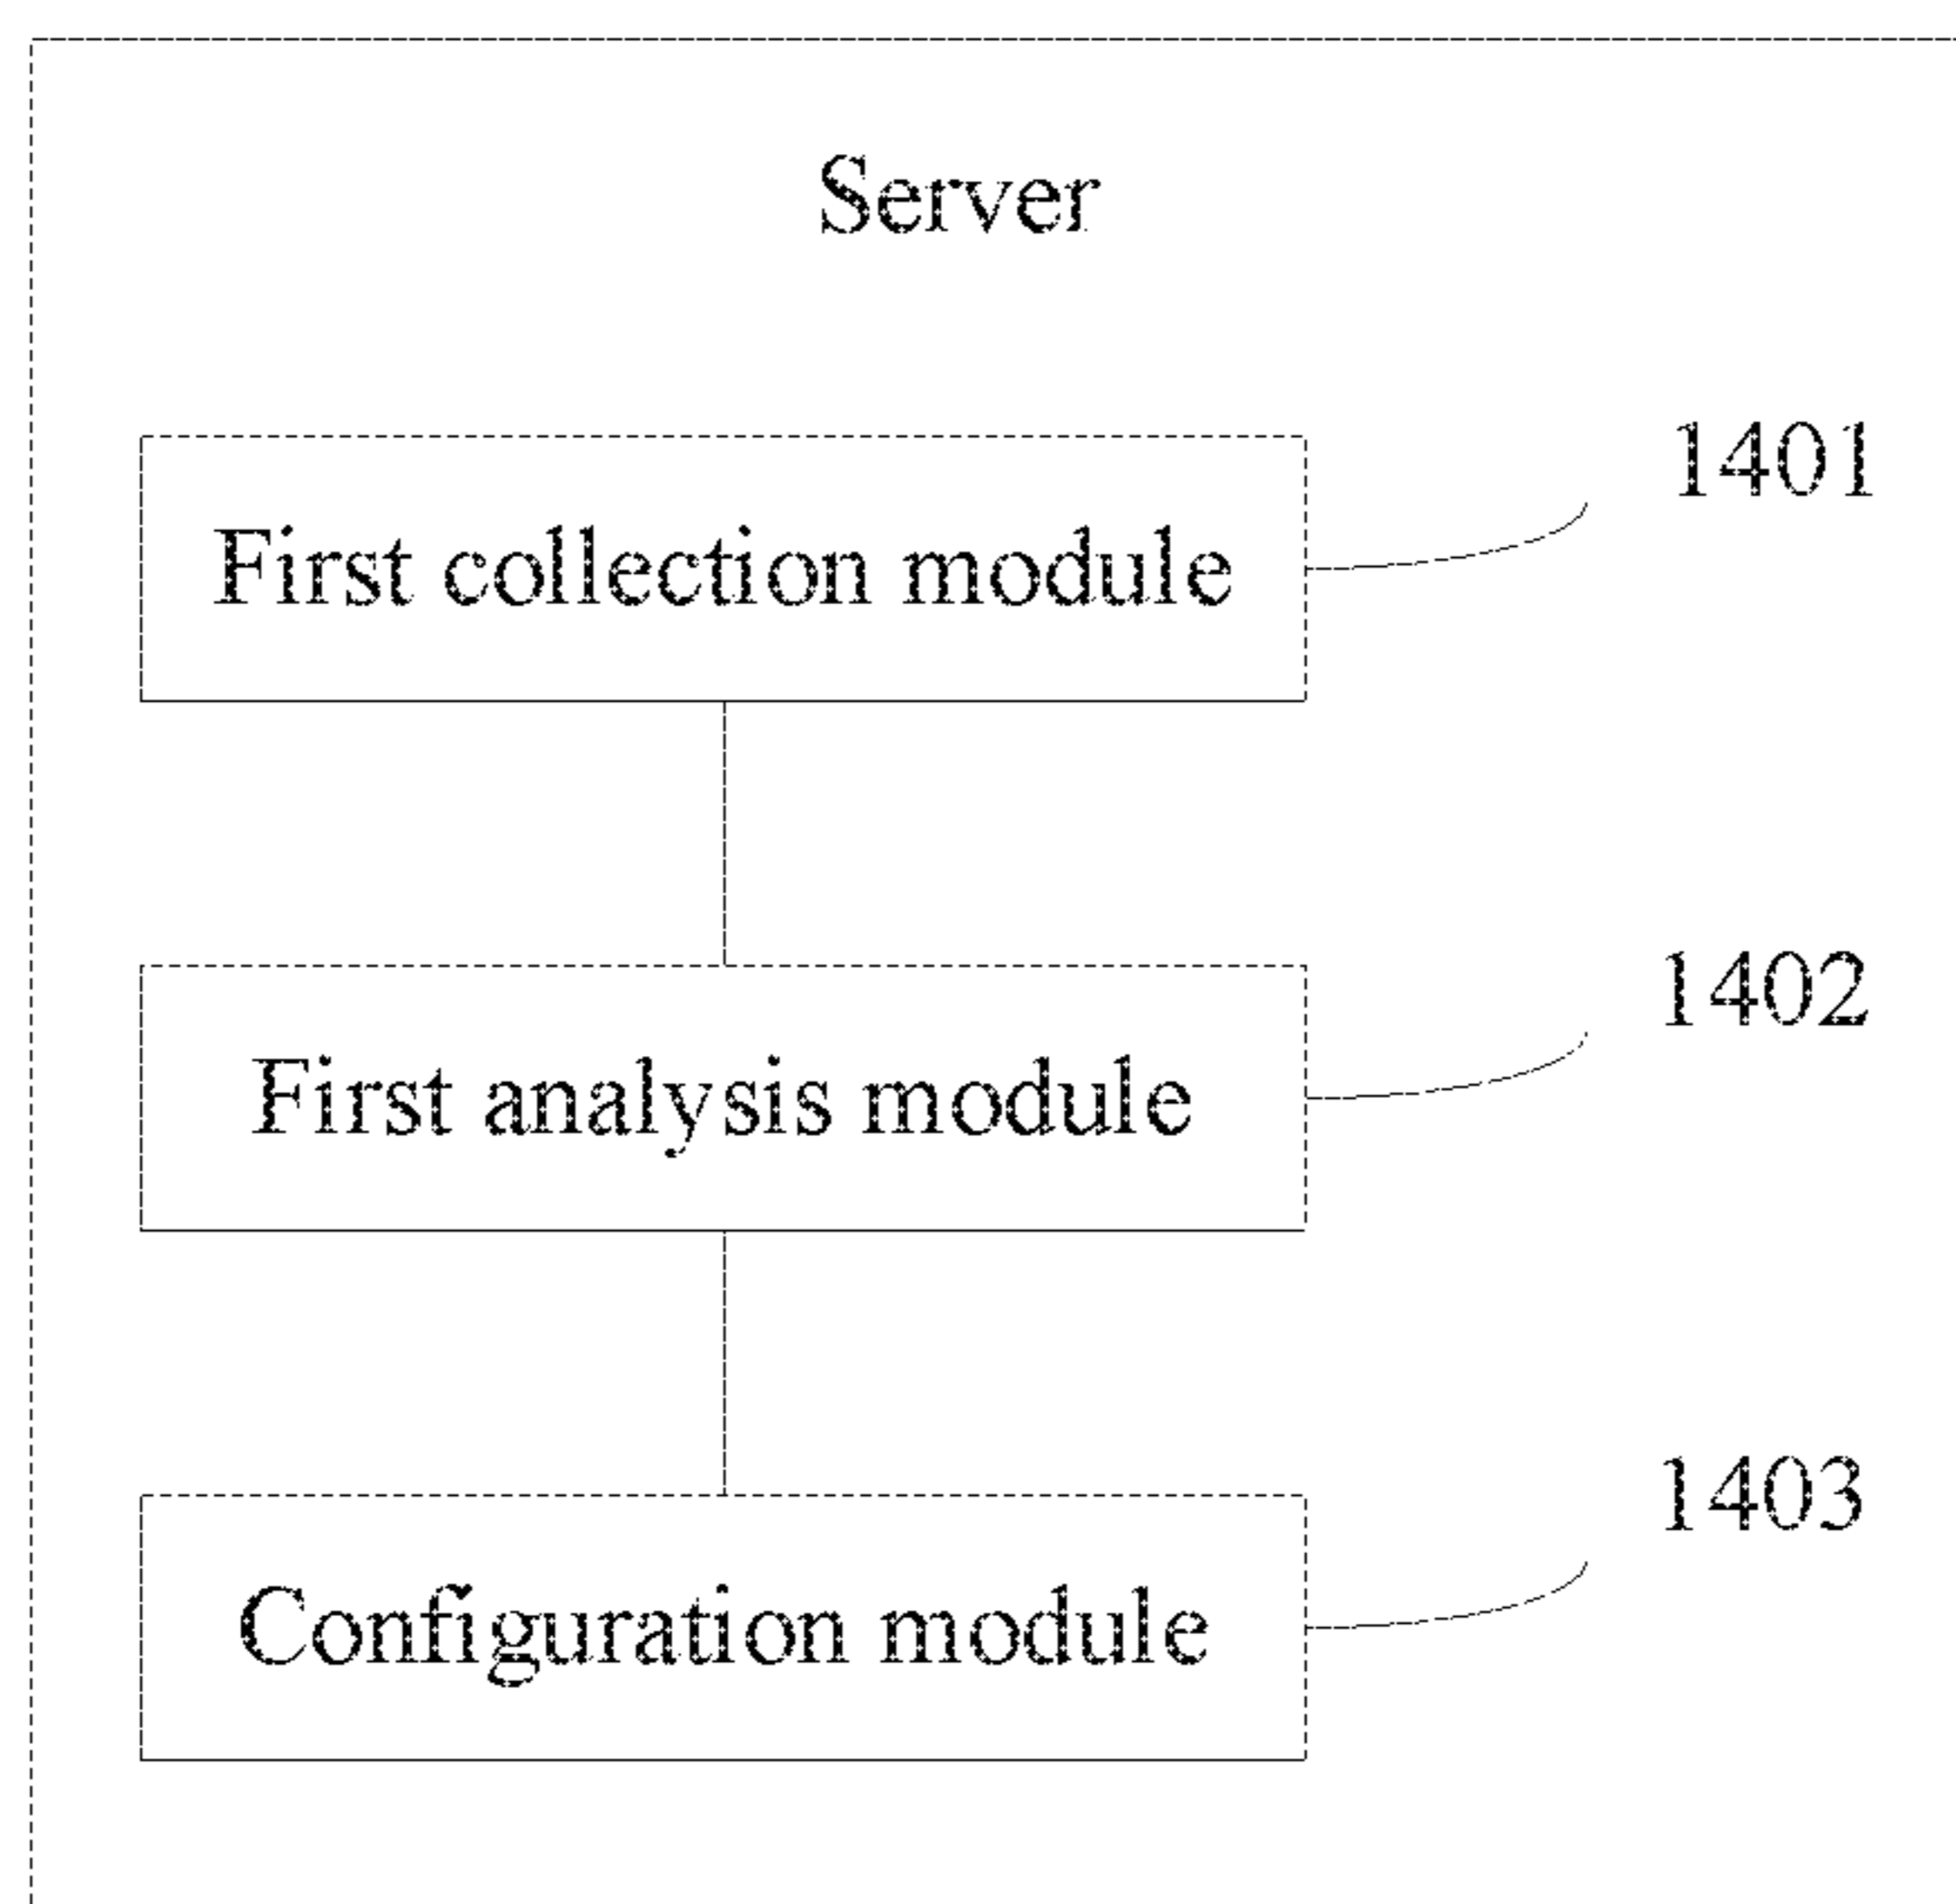 Server
1401
First collection module
1402
First analysis module
1403
Configuration module